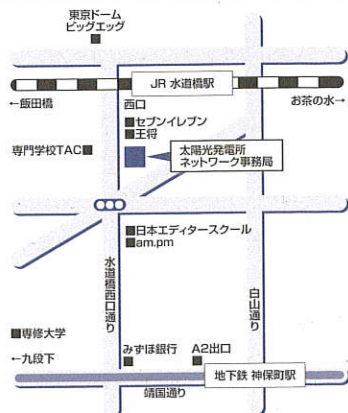 東京ドーム
ビッグエッグ
JR 水道橋駅
←飯田橋
お茶の水→
西口
セブンイレブン
王将
専門学校TAC
太陽光発電所
ネットワーク事務局
日本エディタースクール
am.pm
水道橋西口通り
白山通り
専修大学
←九段下
みずほ銀行
A2出口
地下鉄 神保町駅
靖国通り